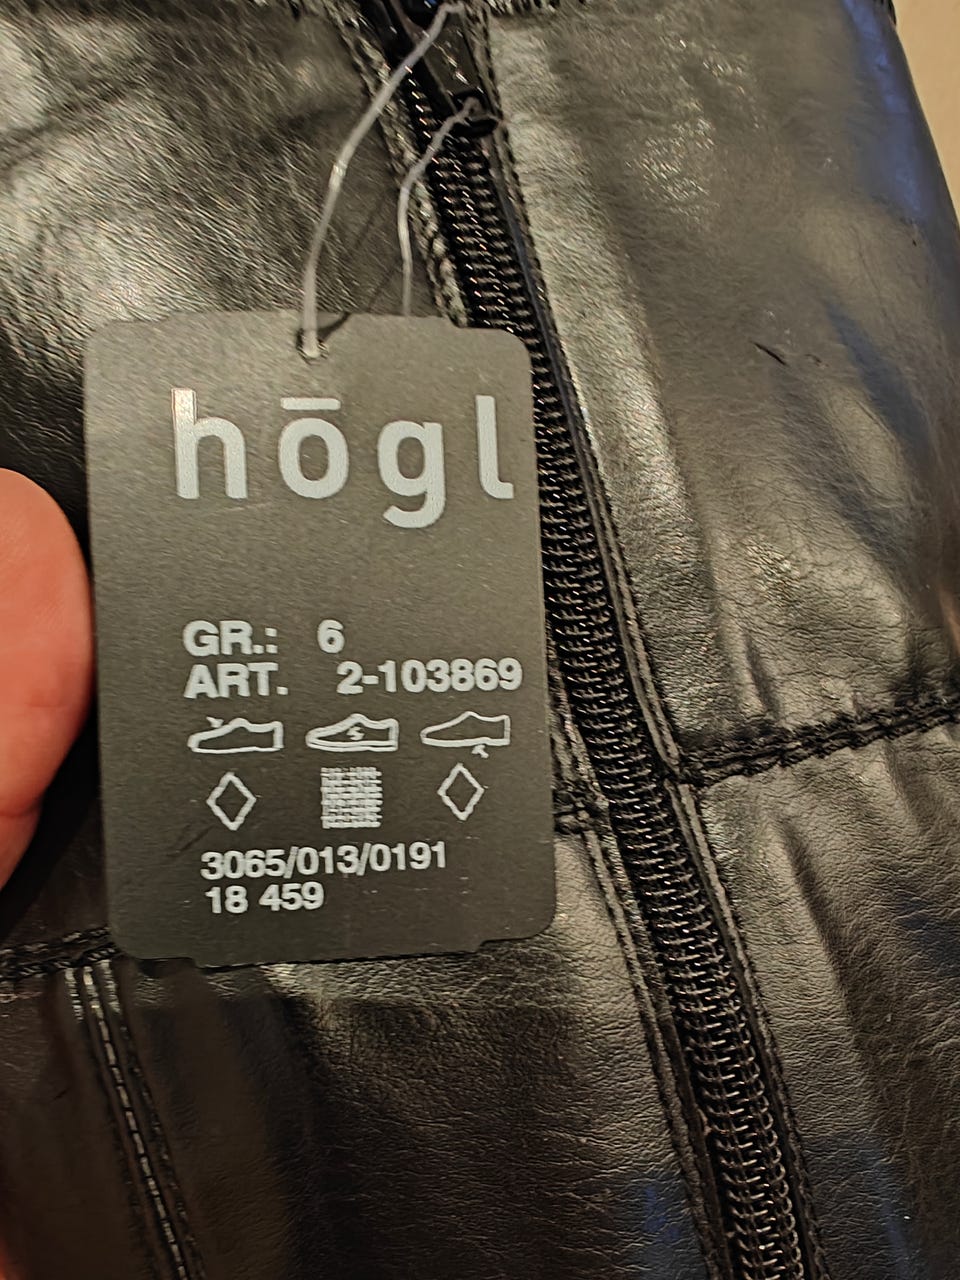 hōgl
GR.: 6
ART. 2-103869
3065/013/0191
18 459